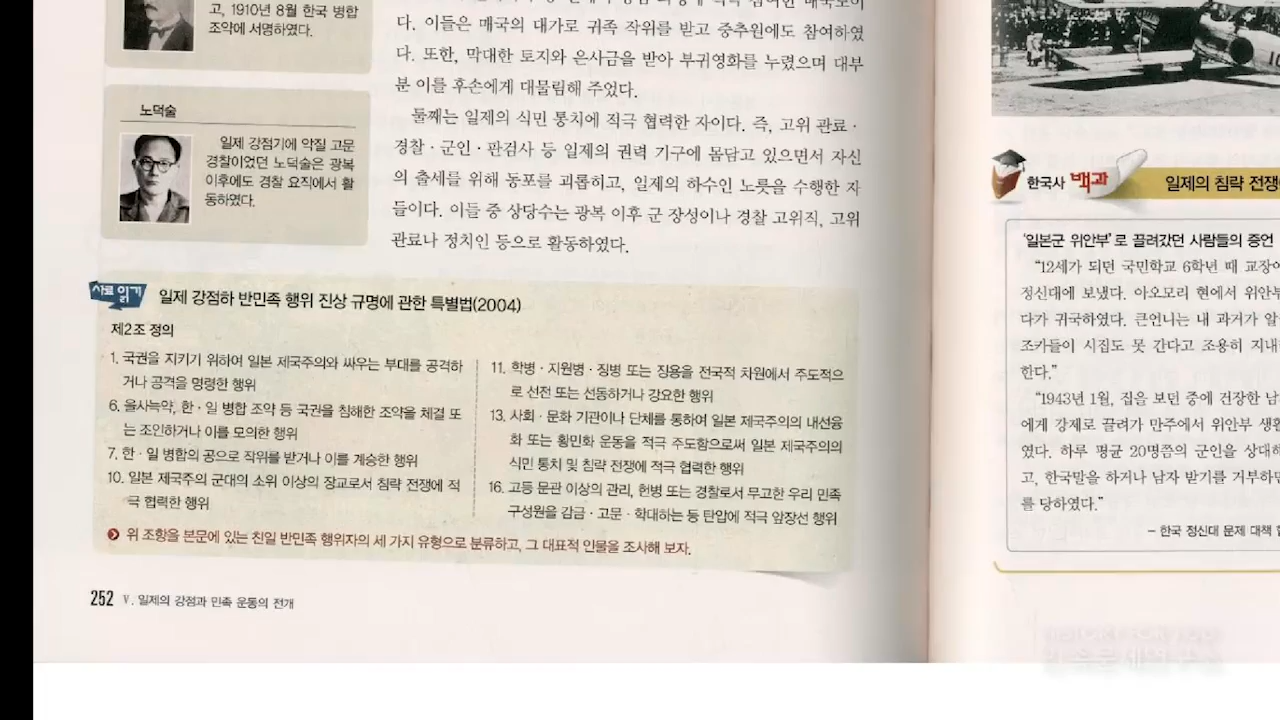 고, 1910년 8월 한국 병합
조약에 서명하였다.
노덕술
일제 강점기에 악질 고문
경찰이었던 노덕술은 광복
이후에도 경찰 요직에서 활
동하였다.
다. 이들은 매국의 대가로 귀족 작위를 받고 중추원에도 참여하였
다. 또한, 막대한 토지와 은사금을 받아 부귀영화를 누렸으며 대부
분 이를 후손에게 대물림해 주었다.
둘째는 일제의 식민 통치에 적극 협력한 자이다. 즉, 고위 관료·
경찰·군인·판검사 등 일제의 권력 기구에 몸담고 있으면서 자신
의 출세를 위해 동포를 괴롭히고, 일제의 하수인 노릇을 수행한 자
들이다. 이들 중 상당수는 광복 이후 군 장성이나 경찰 고위직, 고위
관료나 정치인 등으로 활동하였다.
사료 읽기
일제 강점하 반민족 행위 진상 규명에 관한 특별법(2004)
제2조 정의
1. 국권을 지키기 위하여 일본 제국주의와 싸우는 부대를 공격하
거나 공격을 명령한 행위
6. 을사늑약, 한·일 병합 조약 등 국권을 침해한 조약을 체결 또
는 조인하거나 이를 모의한 행위
7. 한·일 병합의 공으로 작위를 받거나 이를 계승한 행위
10. 일본 제국주의 군대의 소위 이상의 장교로서 침략 전쟁에 적
극 협력한 행위
11. 학병·지원병·징병 또는 징용을 전국적 차원에서 주도적으
로 선전 또는 선동하거나 강요한 행위
13. 사회·문화 기관이나 단체를 통하여 일본 제국주의의 내선융
화 또는 황민화 운동을 적극 주도함으로써 일본 제국주의의
식민 통치 및 침략 전쟁에 적극 협력한 행위
16. 고등 문관 이상의 관리, 헌병 또는 경찰로서 무고한 우리 민족
구성원을 감금·고문·학대하는 등 탄압에 적극 앞장선 행위
위 조항을 본문에 있는 친일 반민족 행위자의 세 가지 유형으로 분류하고, 그 대표적 인물을 조사해 보자.
252 Ⅴ. 일제의 강점과 민족 운동의 전개
한국사 백과
일제의 침략 전쟁
'일본군 위안부'로 끌려갔던 사람들의 증언
"12세가 되던 국민학교 6학년 때 교장이
정신대에 보냈다. 아오모리 현에서 위안부
다가 귀국하였다. 큰언니는 내 과거가 알
조카들이 시집도 못 간다고 조용히 지내
한다."
"1943년 1월, 집을 보던 중에 건장한 남
에게 강제로 끌려가 만주에서 위안부 생활
였다. 하루 평균 20명쯤의 군인을 상대하
고, 한국말을 하거나 남자 받기를 거부하면
를 당하였다."
– 한국 정신대 문제 대책